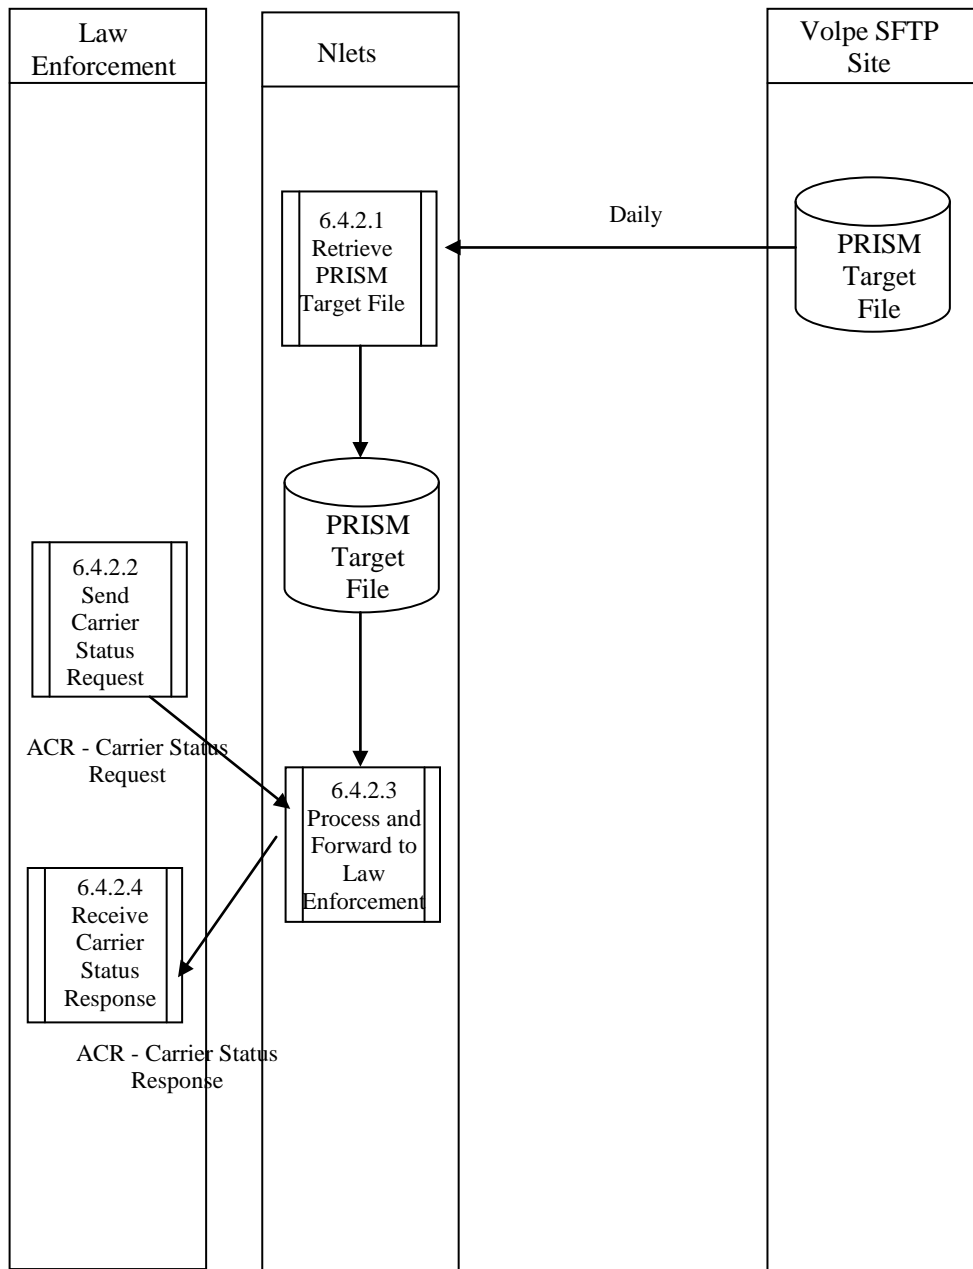 Law
Enforcement
Nlets
Volpe SFTP
Site
6.4.2.1
Retrieve
PRISM
Target File
Daily
PRISM
Target
File
PRISM
Target
File
6.4.2.2
Send
Carrier
Status
Request
ACR - Carrier Status
Request
6.4.2.3
Process and
Forward to
Law
Enforcement
6.4.2.4
Receive
Carrier
Status
Response
ACR - Carrier Status
Response